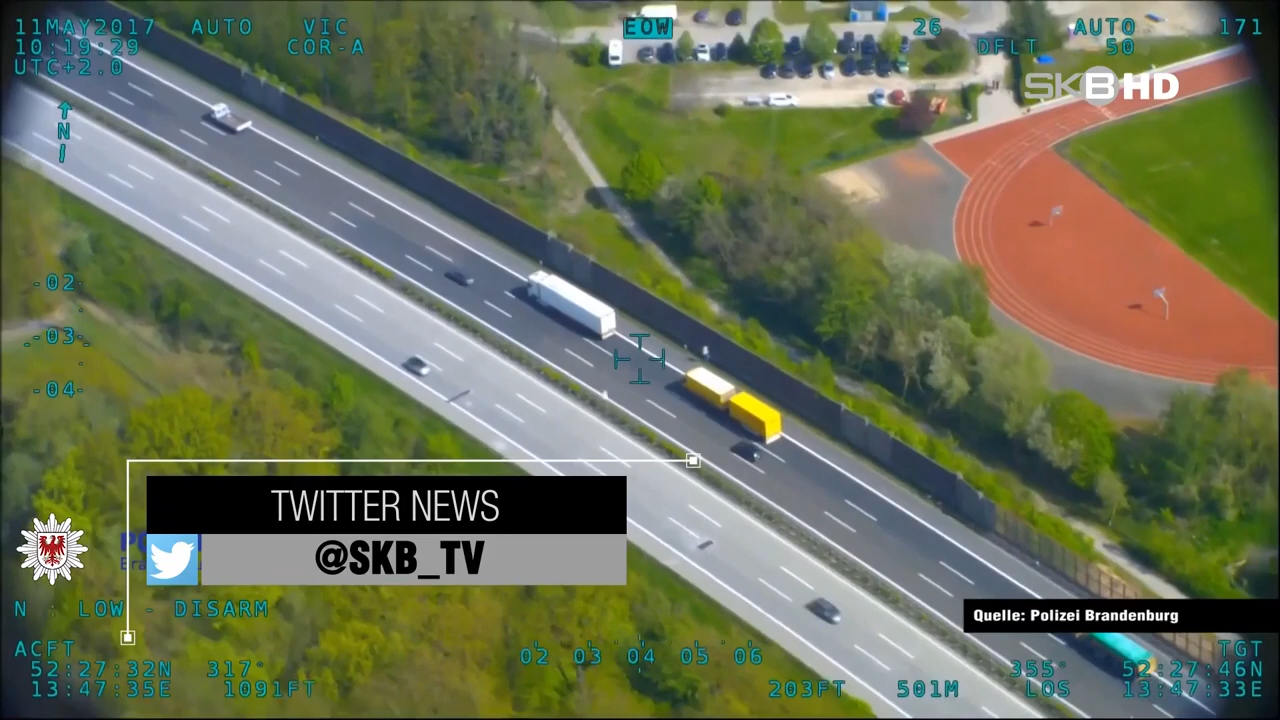 11MAY2017 AUTO VIC EOW 26 AUTO 171
10:19:29 COR-A DFLT 50
UTC+2.0
SKB HD
N
-02-
-03-
-04-
TWITTER NEWS
@SKB_TV
N : LOW - DISARM
Quelle: Polizei Brandenburg
ACFT 02 03 04 05 06 TGT
52:27:32N 317° 355° 52:27:46N
13:47:35E 1091FT 203FT 501M LOS 13:47:33E